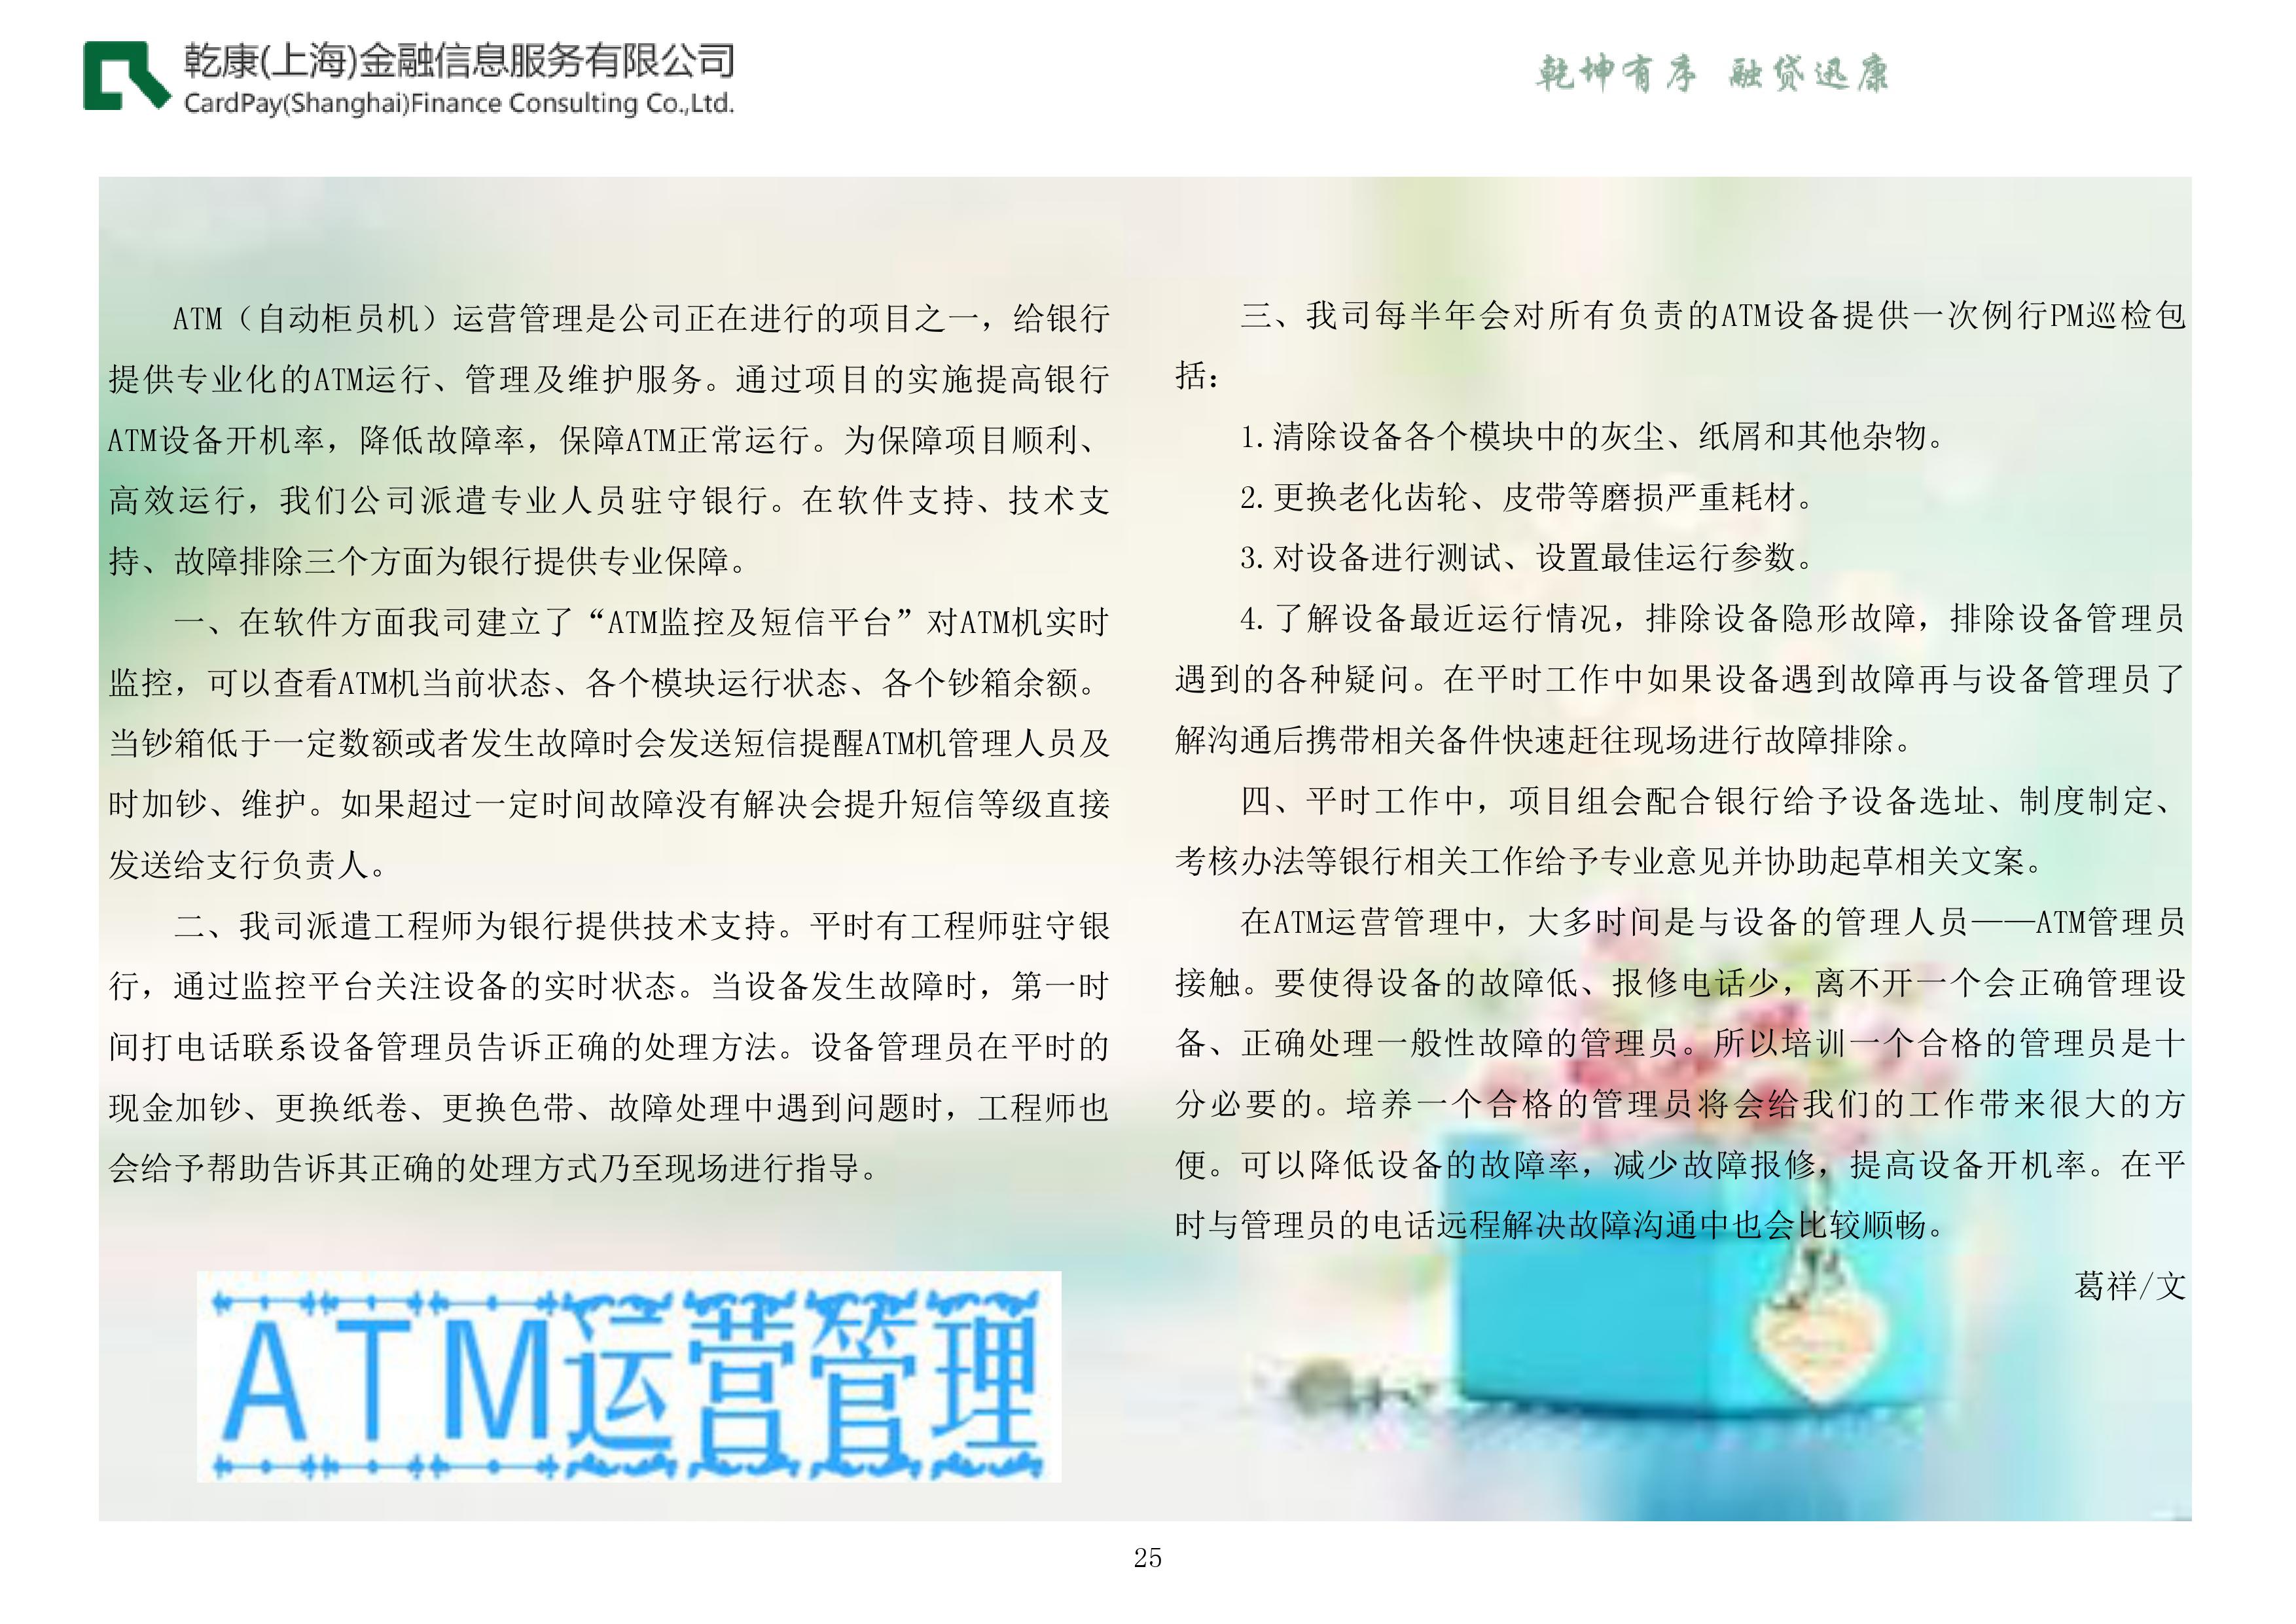 乾康(上海)金融信息服务有限公司
CardPay(Shanghai)Finance Consulting Co.,Ltd.
乾坤有序 融贷迅康
ATM（自动柜员机）运营管理是公司正在进行的项目之一，给银行
提供专业化的ATM运行、管理及维护服务。通过项目的实施提高银行
ATM设备开机率，降低故障率，保障ATM正常运行。为保障项目顺利、
高效运行，我们公司派遣专业人员驻守银行。在软件支持、技术支
持、故障排除三个方面为银行提供专业保障。
一、在软件方面我司建立了“ATM监控及短信平台”对ATM机实时
监控，可以查看ATM机当前状态、各个模块运行状态、各个钞箱余额。
当钞箱低于一定数额或者发生故障时会发送短信提醒ATM机管理人员及
时加钞、维护。如果超过一定时间故障没有解决会提升短信等级直接
发送给支行负责人。
二、我司派遣工程师为银行提供技术支持。平时有工程师驻守银
行，通过监控平台关注设备的实时状态。当设备发生故障时，第一时
间打电话联系设备管理员告诉正确的处理方法。设备管理员在平时的
现金加钞、更换纸卷、更换色带、故障处理中遇到问题时，工程师也
会给予帮助告诉其正确的处理方式乃至现场进行指导。
ATM运营管理
三、我司每半年会对所有负责的ATM设备提供一次例行PM巡检包
括：
1.清除设备各个模块中的灰尘、纸屑和其他杂物。
2.更换老化齿轮、皮带等磨损严重耗材。
3.对设备进行测试、设置最佳运行参数。
4.了解设备最近运行情况，排除设备隐形故障，排除设备管理员
遇到的各种疑问。在平时工作中如果设备遇到故障再与设备管理员了
解沟通后携带相关备件快速赶往现场进行故障排除。
四、平时工作中，项目组会配合银行给予设备选址、制度制定、
考核办法等银行相关工作给予专业意见并协助起草相关文案。
在ATM运营管理中，大多时间是与设备的管理人员——ATM管理员
接触。要使得设备的故障低、报修电话少，离不开一个会正确管理设
备、正确处理一般性故障的管理员。所以培训一个合格的管理员是十
分必要的。培养一个合格的管理员将会给我们的工作带来很大的方
便。可以降低设备的故障率，减少故障报修，提高设备开机率。在平
时与管理员的电话远程解决故障沟通中也会比较顺畅。
葛祥/文
25